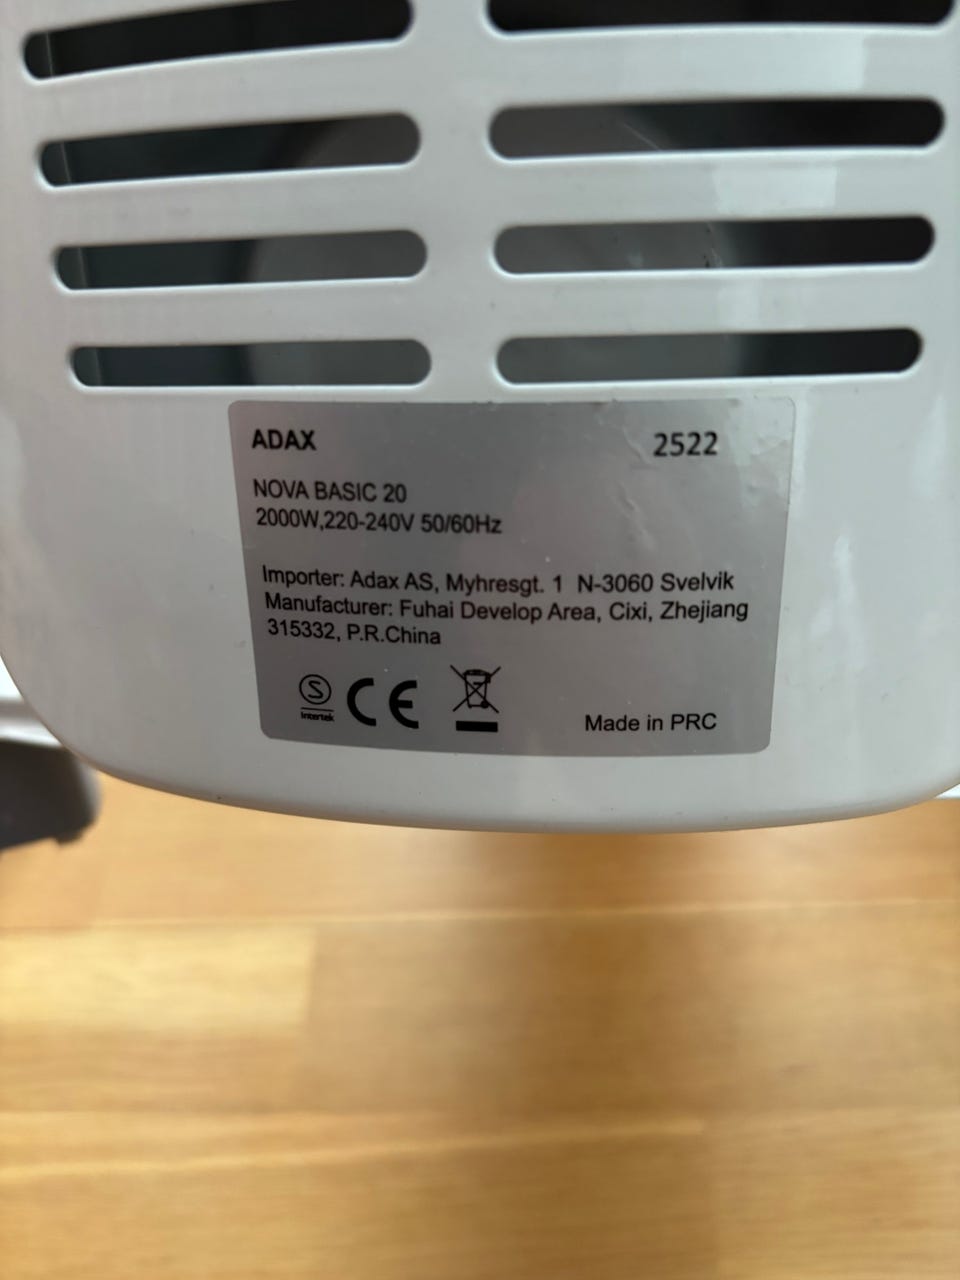 ADAX 2522
NOVA BASIC 20
2000W,220-240V 50/60Hz
Importer: Adax AS, Myhresgt. 1 N-3060 Svelvik
Manufacturer: Fuhai Develop Area, Cixi, Zhejiang
315332, P.R.China
S
Intertek
CE
Made in PRC